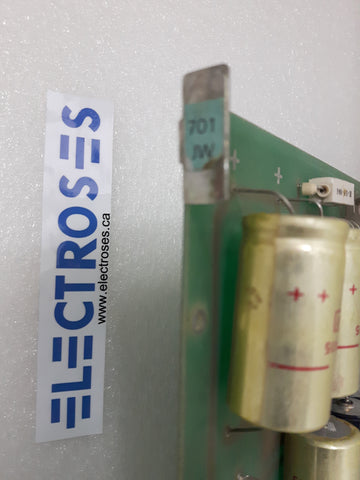 ELECTROSES
www.electroses.ca
701
JW
+ +